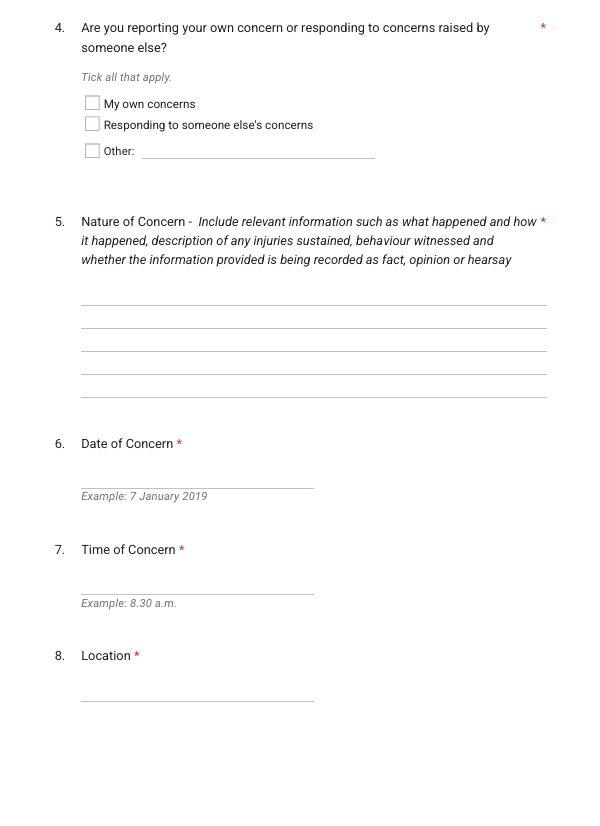 4. Are you reporting your own concern or responding to concerns raised by *
someone else?
Tick all that apply.
My own concerns
Responding to someone else's concerns
Other:
5. Nature of Concern - Include relevant information such as what happened and how *
it happened, description of any injuries sustained, behaviour witnessed and
whether the information provided is being recorded as fact, opinion or hearsay
6. Date of Concern *
Example: 7 January 2019
7. Time of Concern *
Example: 8.30 a.m.
8. Location *